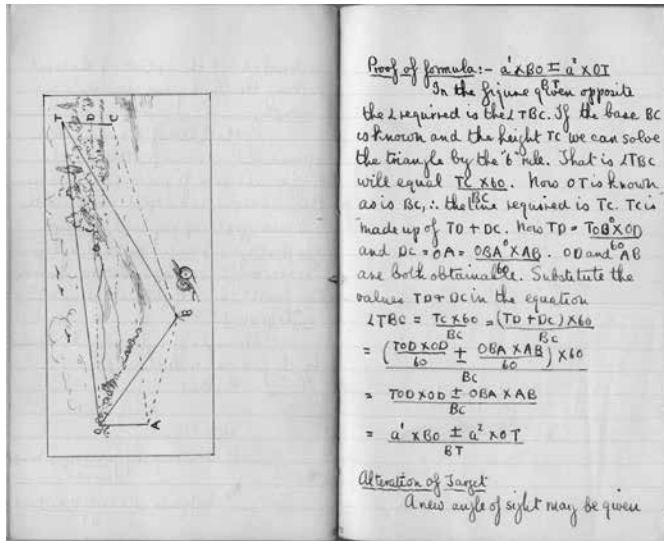 T
D
C
B
O
A
Proof of formula:- a¹ × BO ± a² × OT
BT
In the figure given opposite
the ∠ required is the ∠TBC. If the base BC
is known and the height TC we can solve
the triangle by the "6" rule. That is ∠TBC
will equal TC × 60. Now OT is known
BC
as is BC, ∴ the line required is TC. TC is
made up of TD + DC. Now TD = TOD° × OD
60
and DC = OA = OBA° × AB. OD and AB
60
are both obtainable. Substitute the
values TD + DC in the equation
∠TBC = TC × 60 = (TD + DC) × 60
BC BC
= (TOD × OD ± OBA × AB) × 60
60 60
BC
= TOD × OD ± OBA × AB
BC
= a¹ × BO ± a² × OT
BT
Alteration of Target
A new angle of sight may be given